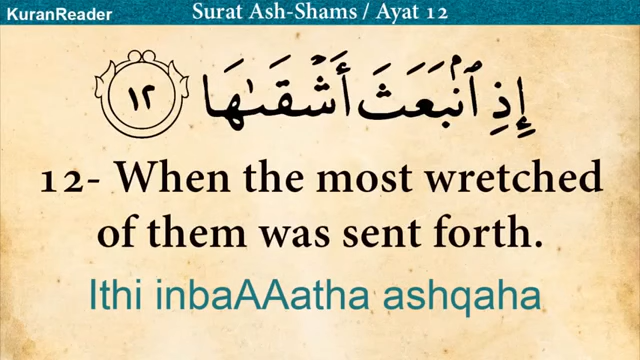 KuranReader
Surat Ash-Shams / Ayat 12
إِذِ ٱنۢبَعَثَ أَشْقَىٰهَا ١٢
12- When the most wretched
of them was sent forth.
Ithi inbaAAatha ashqaha